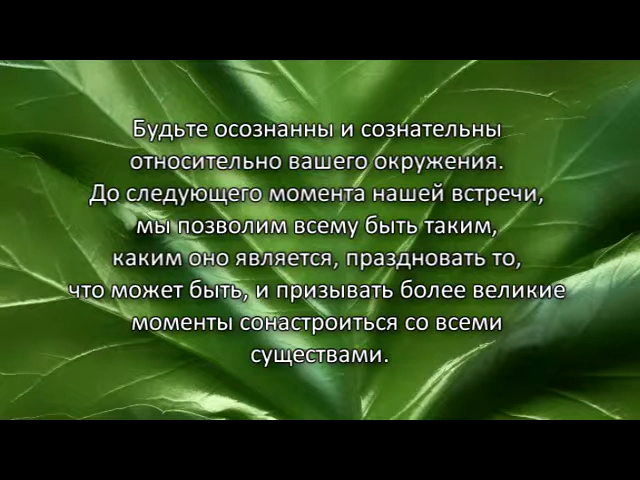 Будьте осознанны и сознательны
относительно вашего окружения.
До следующего момента нашей встречи,
мы позволим всему быть таким,
каким оно является, праздновать то,
что может быть, и призывать более великие
моменты сонастроиться со всеми
существами.